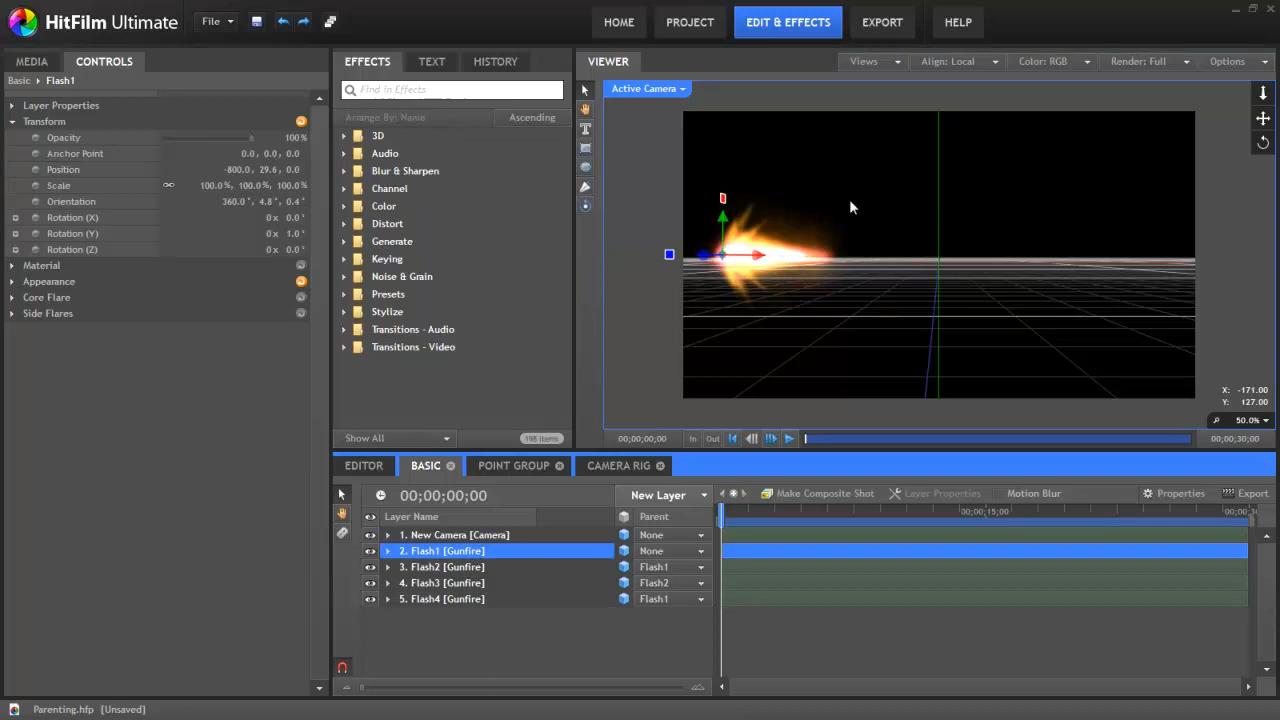 HitFilm Ultimate
File
HOME
PROJECT
EDIT & EFFECTS
EXPORT
HELP
MEDIA
CONTROLS
Basic
Flash1
Layer Properties
Transform
Opacity 100%
Anchor Point 0.0, 0.0, 0.0
Position -800.0, 29.6, 0.0
Scale 100.0%, 100.0%, 100.0%
Orientation 360.0°, 4.8°, 0.4°
Rotation (X) 0 x 0.0°
Rotation (Y) 0 x 1.0°
Rotation (Z) 0 x 0.0°
Material
Appearance
Core Flare
Side Flares
EFFECTS
TEXT
HISTORY
Find in Effects
Arrange By: Name
Ascending
3D
Audio
Blur & Sharpen
Channel
Color
Distort
Generate
Keying
Noise & Grain
Presets
Stylize
Transitions - Audio
Transitions - Video
Show All
198 items
VIEWER
Views
Align: Local
Color: RGB
Render: Full
Options
Active Camera
X: -171.00
Y: 127.00
50.0%
00;00;00;00
In
Out
00;00;30;00
EDITOR
BASIC
POINT GROUP
CAMERA RIG
00;00;00;00
New Layer
Make Composite Shot
Layer Properties
Motion Blur
Properties
Export
Layer Name
Parent
00;00;15;00
1. New Camera [Camera] None
2. Flash1 [Gunfire] None
3. Flash2 [Gunfire] Flash1
4. Flash3 [Gunfire] Flash2
5. Flash4 [Gunfire] Flash1
Parenting.hfp [Unsaved]